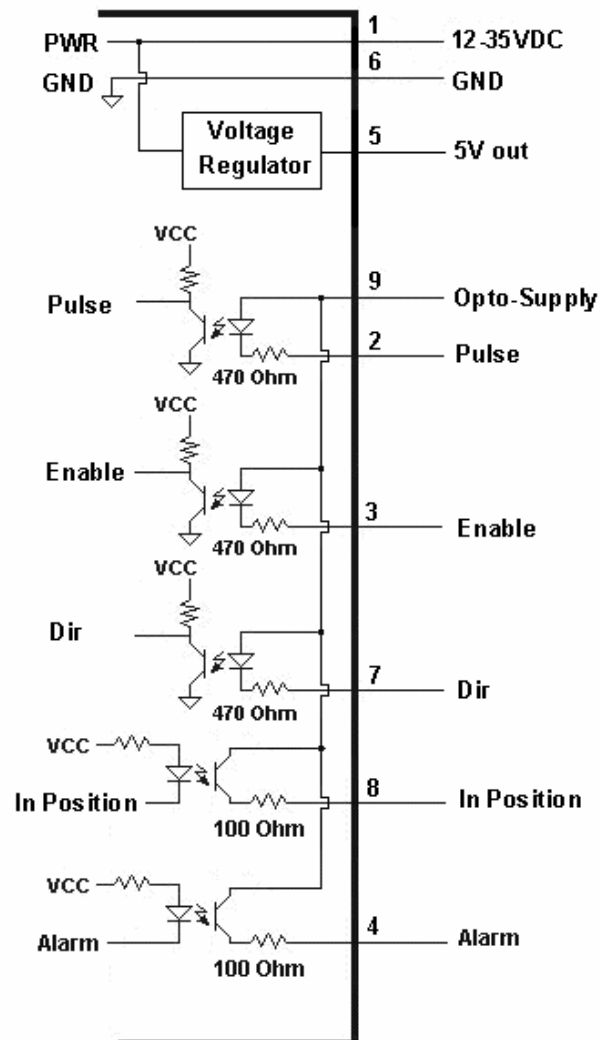 PWR 1 12-35VDC
GND 6 GND
Voltage
Regulator 5 5V out
VCC
Pulse 9 Opto-Supply
2 Pulse
470 Ohm
VCC
Enable
3 Enable
470 Ohm
VCC
Dir
7 Dir
470 Ohm
VCC
In Position 8 In Position
100 Ohm
VCC
Alarm 4 Alarm
100 Ohm